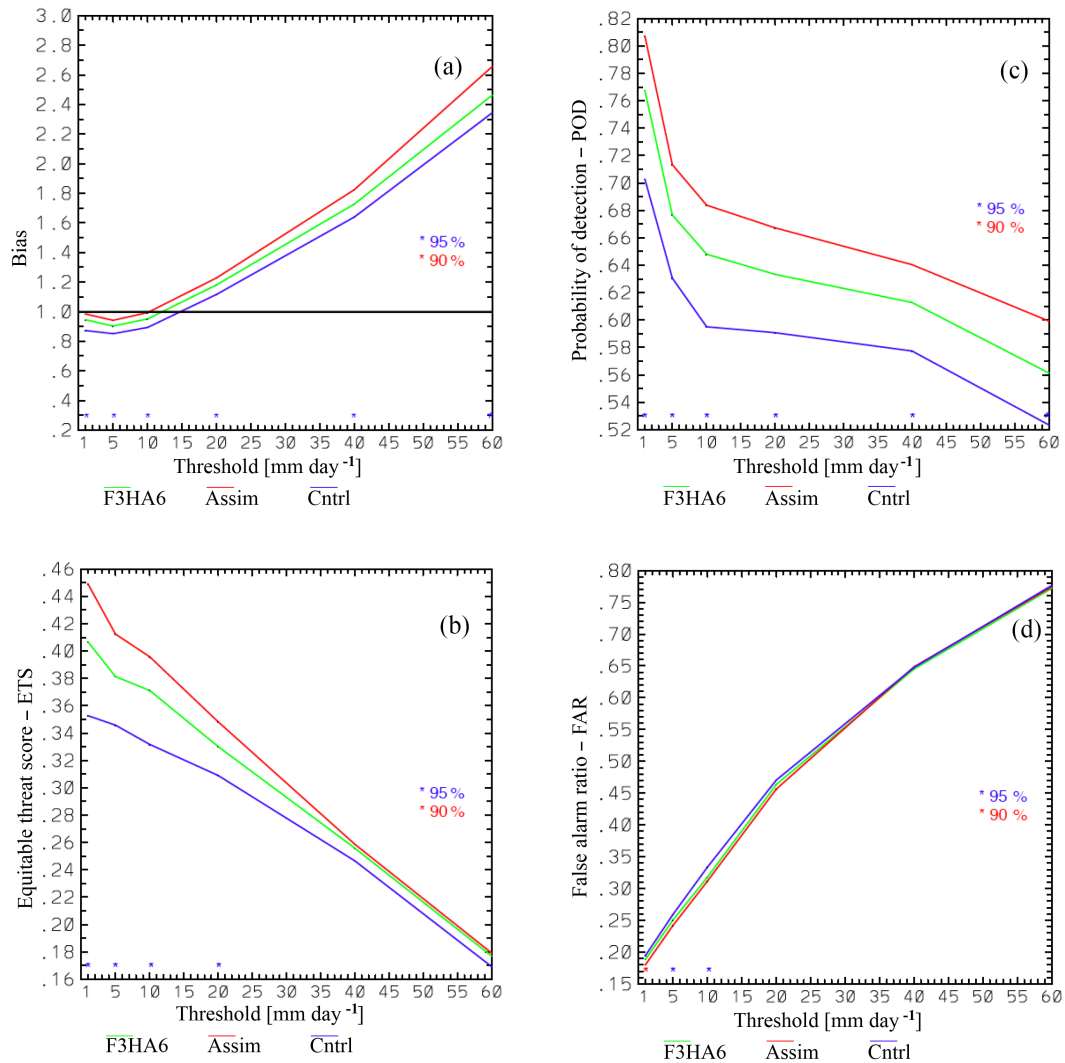 3.0
2.8
2.6
2.4
2.2
2.0
1.8
1.6
1.4
1.2
1.0
.8
.6
.4
.2
Bias
(a)
* 95 %
* 90 %
1 5 10 15 20 25 30 35 40 45 50 55 60
Threshold [mm day⁻¹]
F3HA6 Assim Cntrl
.82
.80
.78
.76
.74
.72
.70
.68
.66
.64
.62
.60
.58
.56
.54
.52
Probability of detection – POD
(c)
* 95 %
* 90 %
1 5 10 15 20 25 30 35 40 45 50 55 60
Threshold [mm day⁻¹]
F3HA6 Assim Cntrl
.46
.44
.42
.40
.38
.36
.34
.32
.30
.28
.26
.24
.22
.20
.18
.16
Equitable threat score – ETS
(b)
* 95 %
* 90 %
1 5 10 15 20 25 30 35 40 45 50 55 60
Threshold [mm day⁻¹]
F3HA6 Assim Cntrl
.80
.75
.70
.65
.60
.55
.50
.45
.40
.35
.30
.25
.20
.15
False alarm ratio – FAR
(d)
* 95 %
* 90 %
1 5 10 15 20 25 30 35 40 45 50 55 60
Threshold [mm day⁻¹]
F3HA6 Assim Cntrl